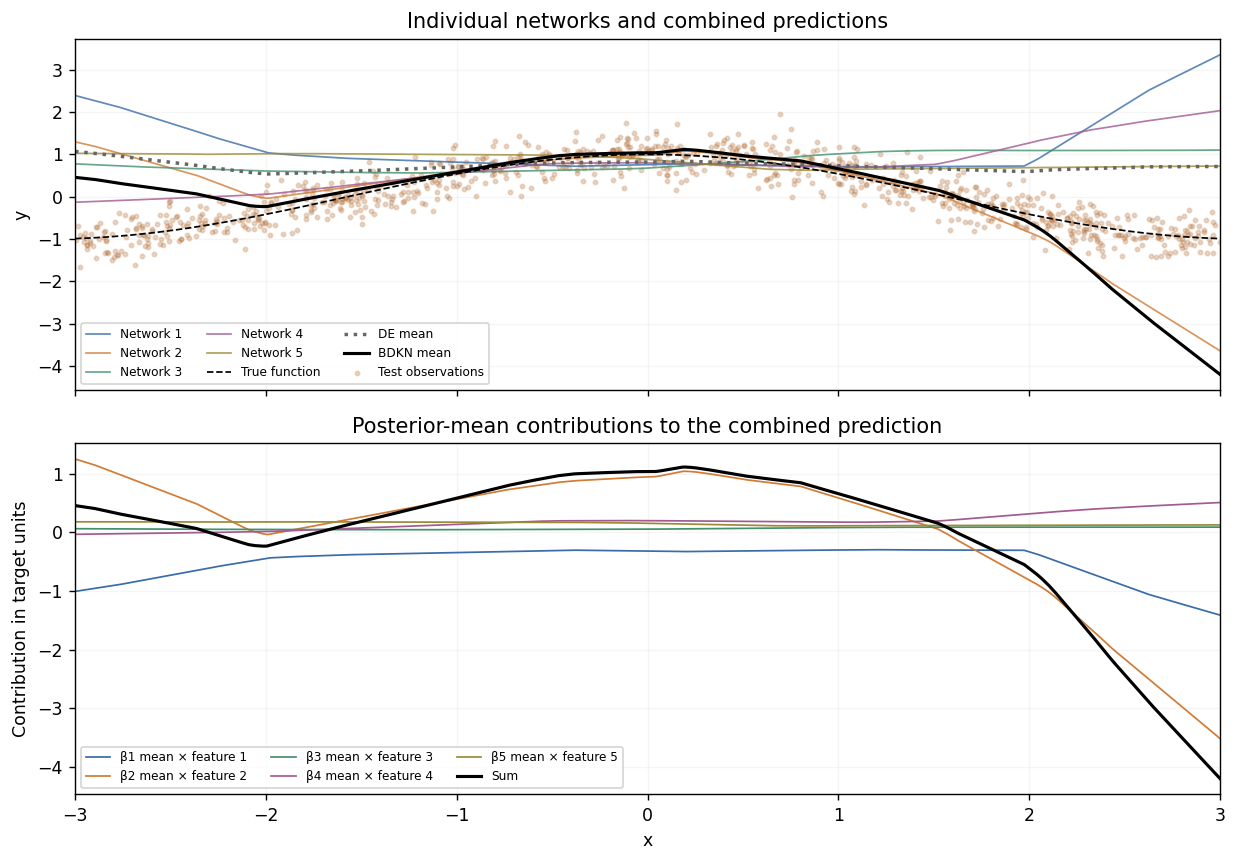 Individual networks and combined predictions
3
2
1
0
−1
−2
−3
−4
y
Network 1 Network 4 DE mean
Network 2 Network 5 BDKN mean
Network 3 True function Test observations
Posterior-mean contributions to the combined prediction
1
0
−1
−2
−3
−4
Contribution in target units
β1 mean × feature 1 β3 mean × feature 3 β5 mean × feature 5
β2 mean × feature 2 β4 mean × feature 4 Sum
−3 −2 −1 0 1 2 3
x